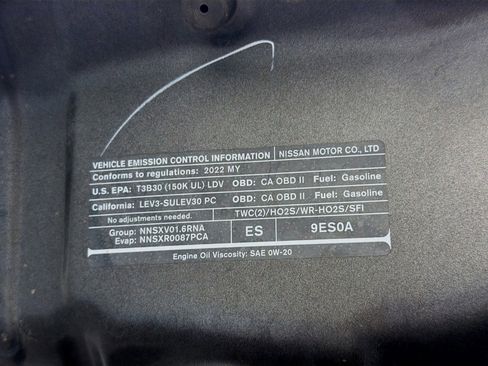 VEHICLE EMISSION CONTROL INFORMATION NISSAN MOTOR CO., LTD
Conforms to regulations: 2022 MY
U.S. EPA: T3B30 (150K UL) LDV OBD: CA OBD II Fuel: Gasoline
California: LEV3-SULEV30 PC OBD: CA OBD II Fuel: Gasoline
No adjustments needed. TWC(2)/HO2S/WR-HO2S/SFI
Group: NNSXV01.6RNA
Evap: NNSXR0087PCA
ES 9ES0A
Engine Oil Viscosity: SAE 0W-20